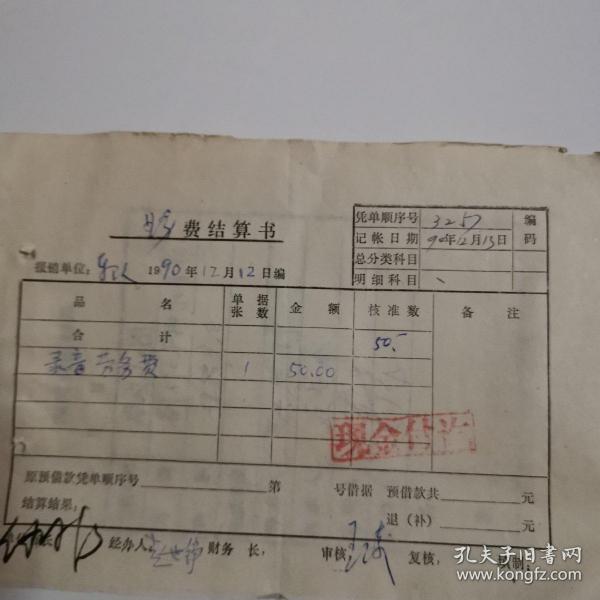 费结算书
凭单顺序号 3257 编
记帐日期 90年12月13日 码
总分类科目
明细科目
报销单位: 1990年12月12日编
品 名 单据张数 金 额 核准数 备 注
合 计 50.-
录音劳务费 1 50.00
现金付讫
原预借款凭单顺序号 第 号借据 预借款共 元
结算结果: 退(补) 元
经办人 财务 长, 审核, 复核,
孔夫子旧书网
www.kongfz.com